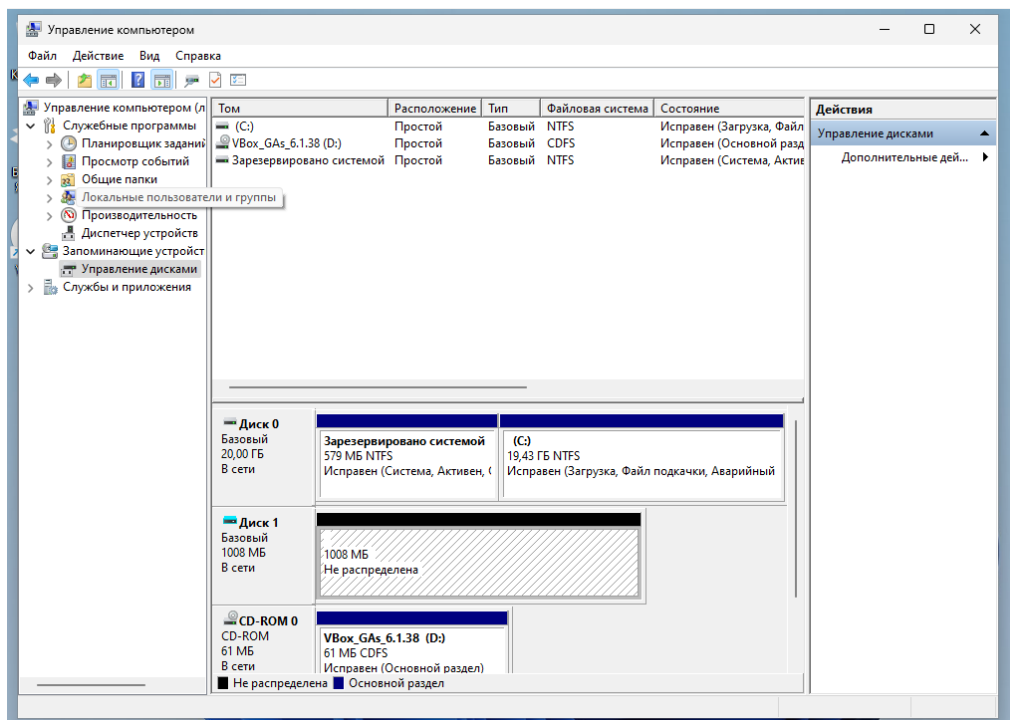 Управление компьютером
Файл Действие Вид Справка
Управление компьютером (л
Служебные программы
Планировщик заданий
Просмотр событий
Общие папки
Локальные пользователи и группы
Производительность
Диспетчер устройств
Запоминающие устройст
Управление дисками
Службы и приложения
Том Расположение Тип Файловая система Состояние
(C:) Простой Базовый NTFS Исправен (Загрузка, Файл
VBox_GAs_6.1.38 (D:) Простой Базовый CDFS Исправен (Основной разд
Зарезервировано системой Простой Базовый NTFS Исправен (Система, Актив
Диск 0
Базовый
20,00 ГБ
В сети
Зарезервировано системой
579 МБ NTFS
Исправен (Система, Активен, (
(C:)
19,43 ГБ NTFS
Исправен (Загрузка, Файл подкачки, Аварийный
Диск 1
Базовый
1008 МБ
В сети
1008 МБ
Не распределена
CD-ROM 0
CD-ROM
61 МБ
В сети
VBox_GAs_6.1.38 (D:)
61 МБ CDFS
Исправен (Основной раздел)
Не распределена Основной раздел
Действия
Управление дисками
Дополнительные дей...